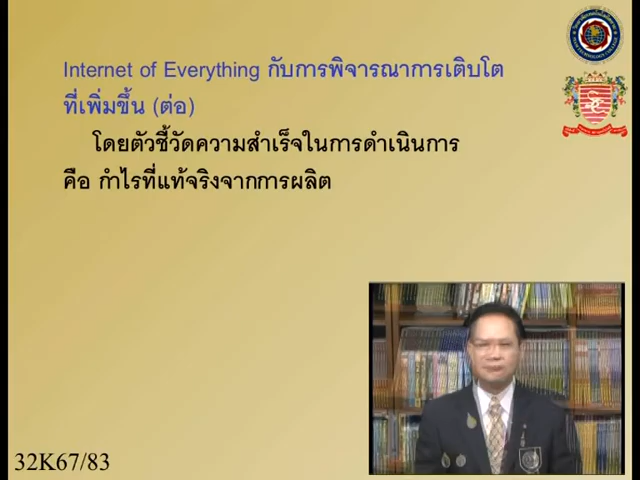 Internet of Everything กับการพิจารณาการเติบโต
ที่เพิ่มขึ้น (ต่อ)
โดยตัวชี้วัดความสำเร็จในการดำเนินการ
คือ กำไรที่แท้จริงจากการผลิต
32K67/83